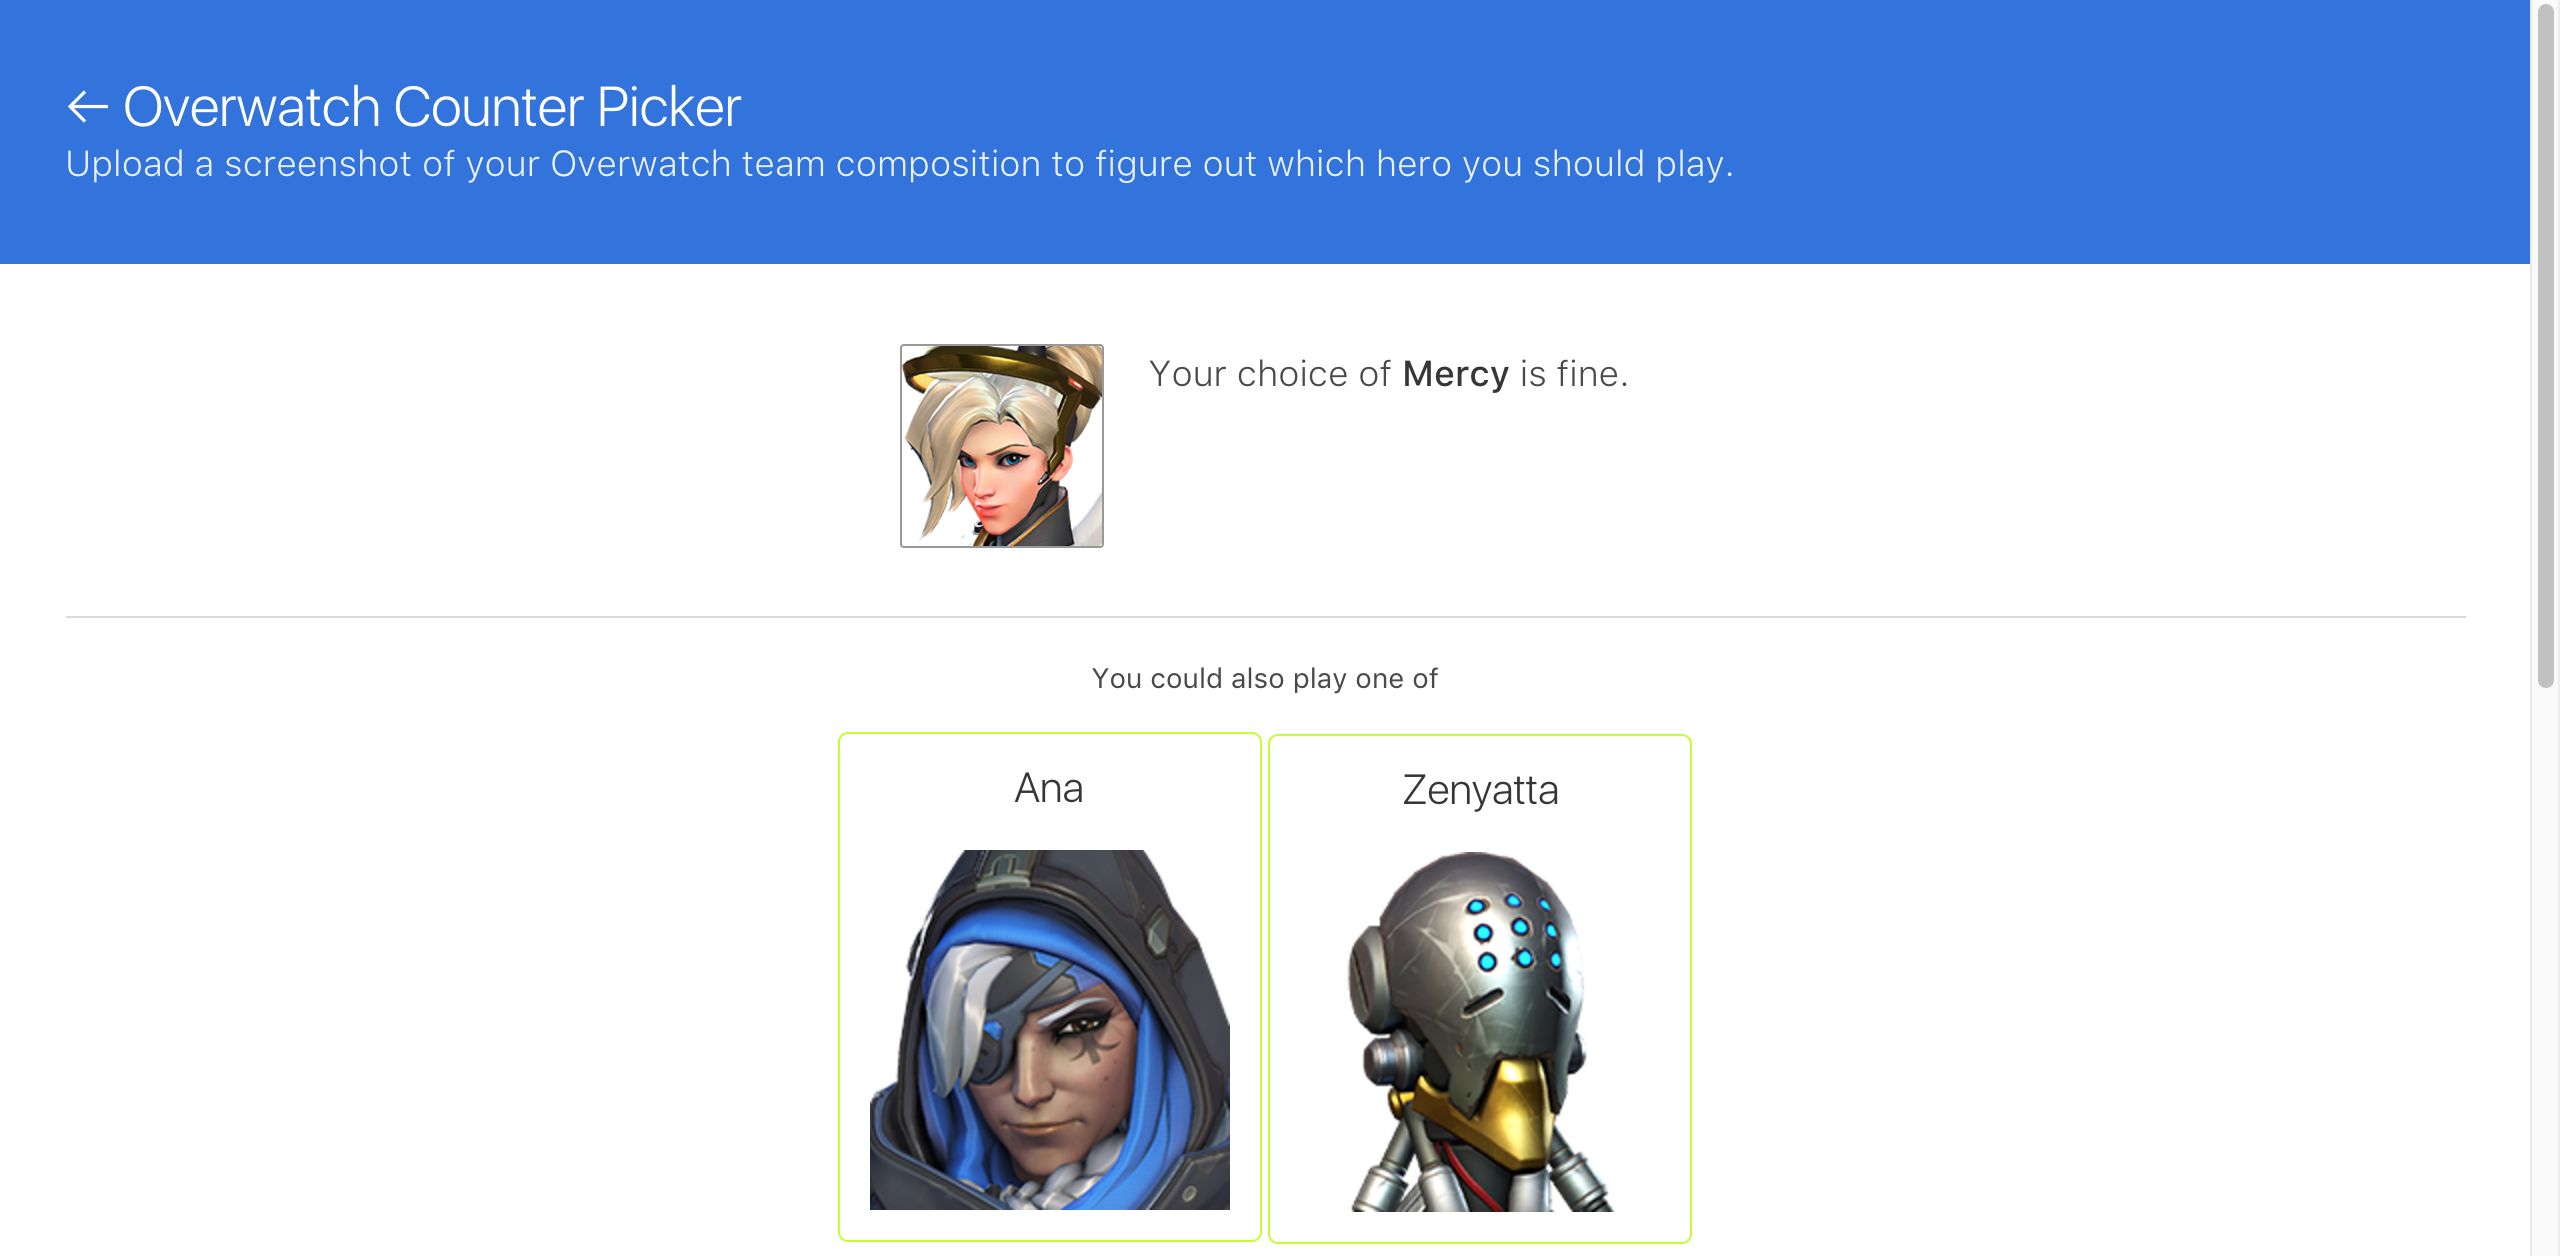 ← Overwatch Counter Picker
Upload a screenshot of your Overwatch team composition to figure out which hero you should play.
Your choice of Mercy is fine.
You could also play one of
Ana
Zenyatta